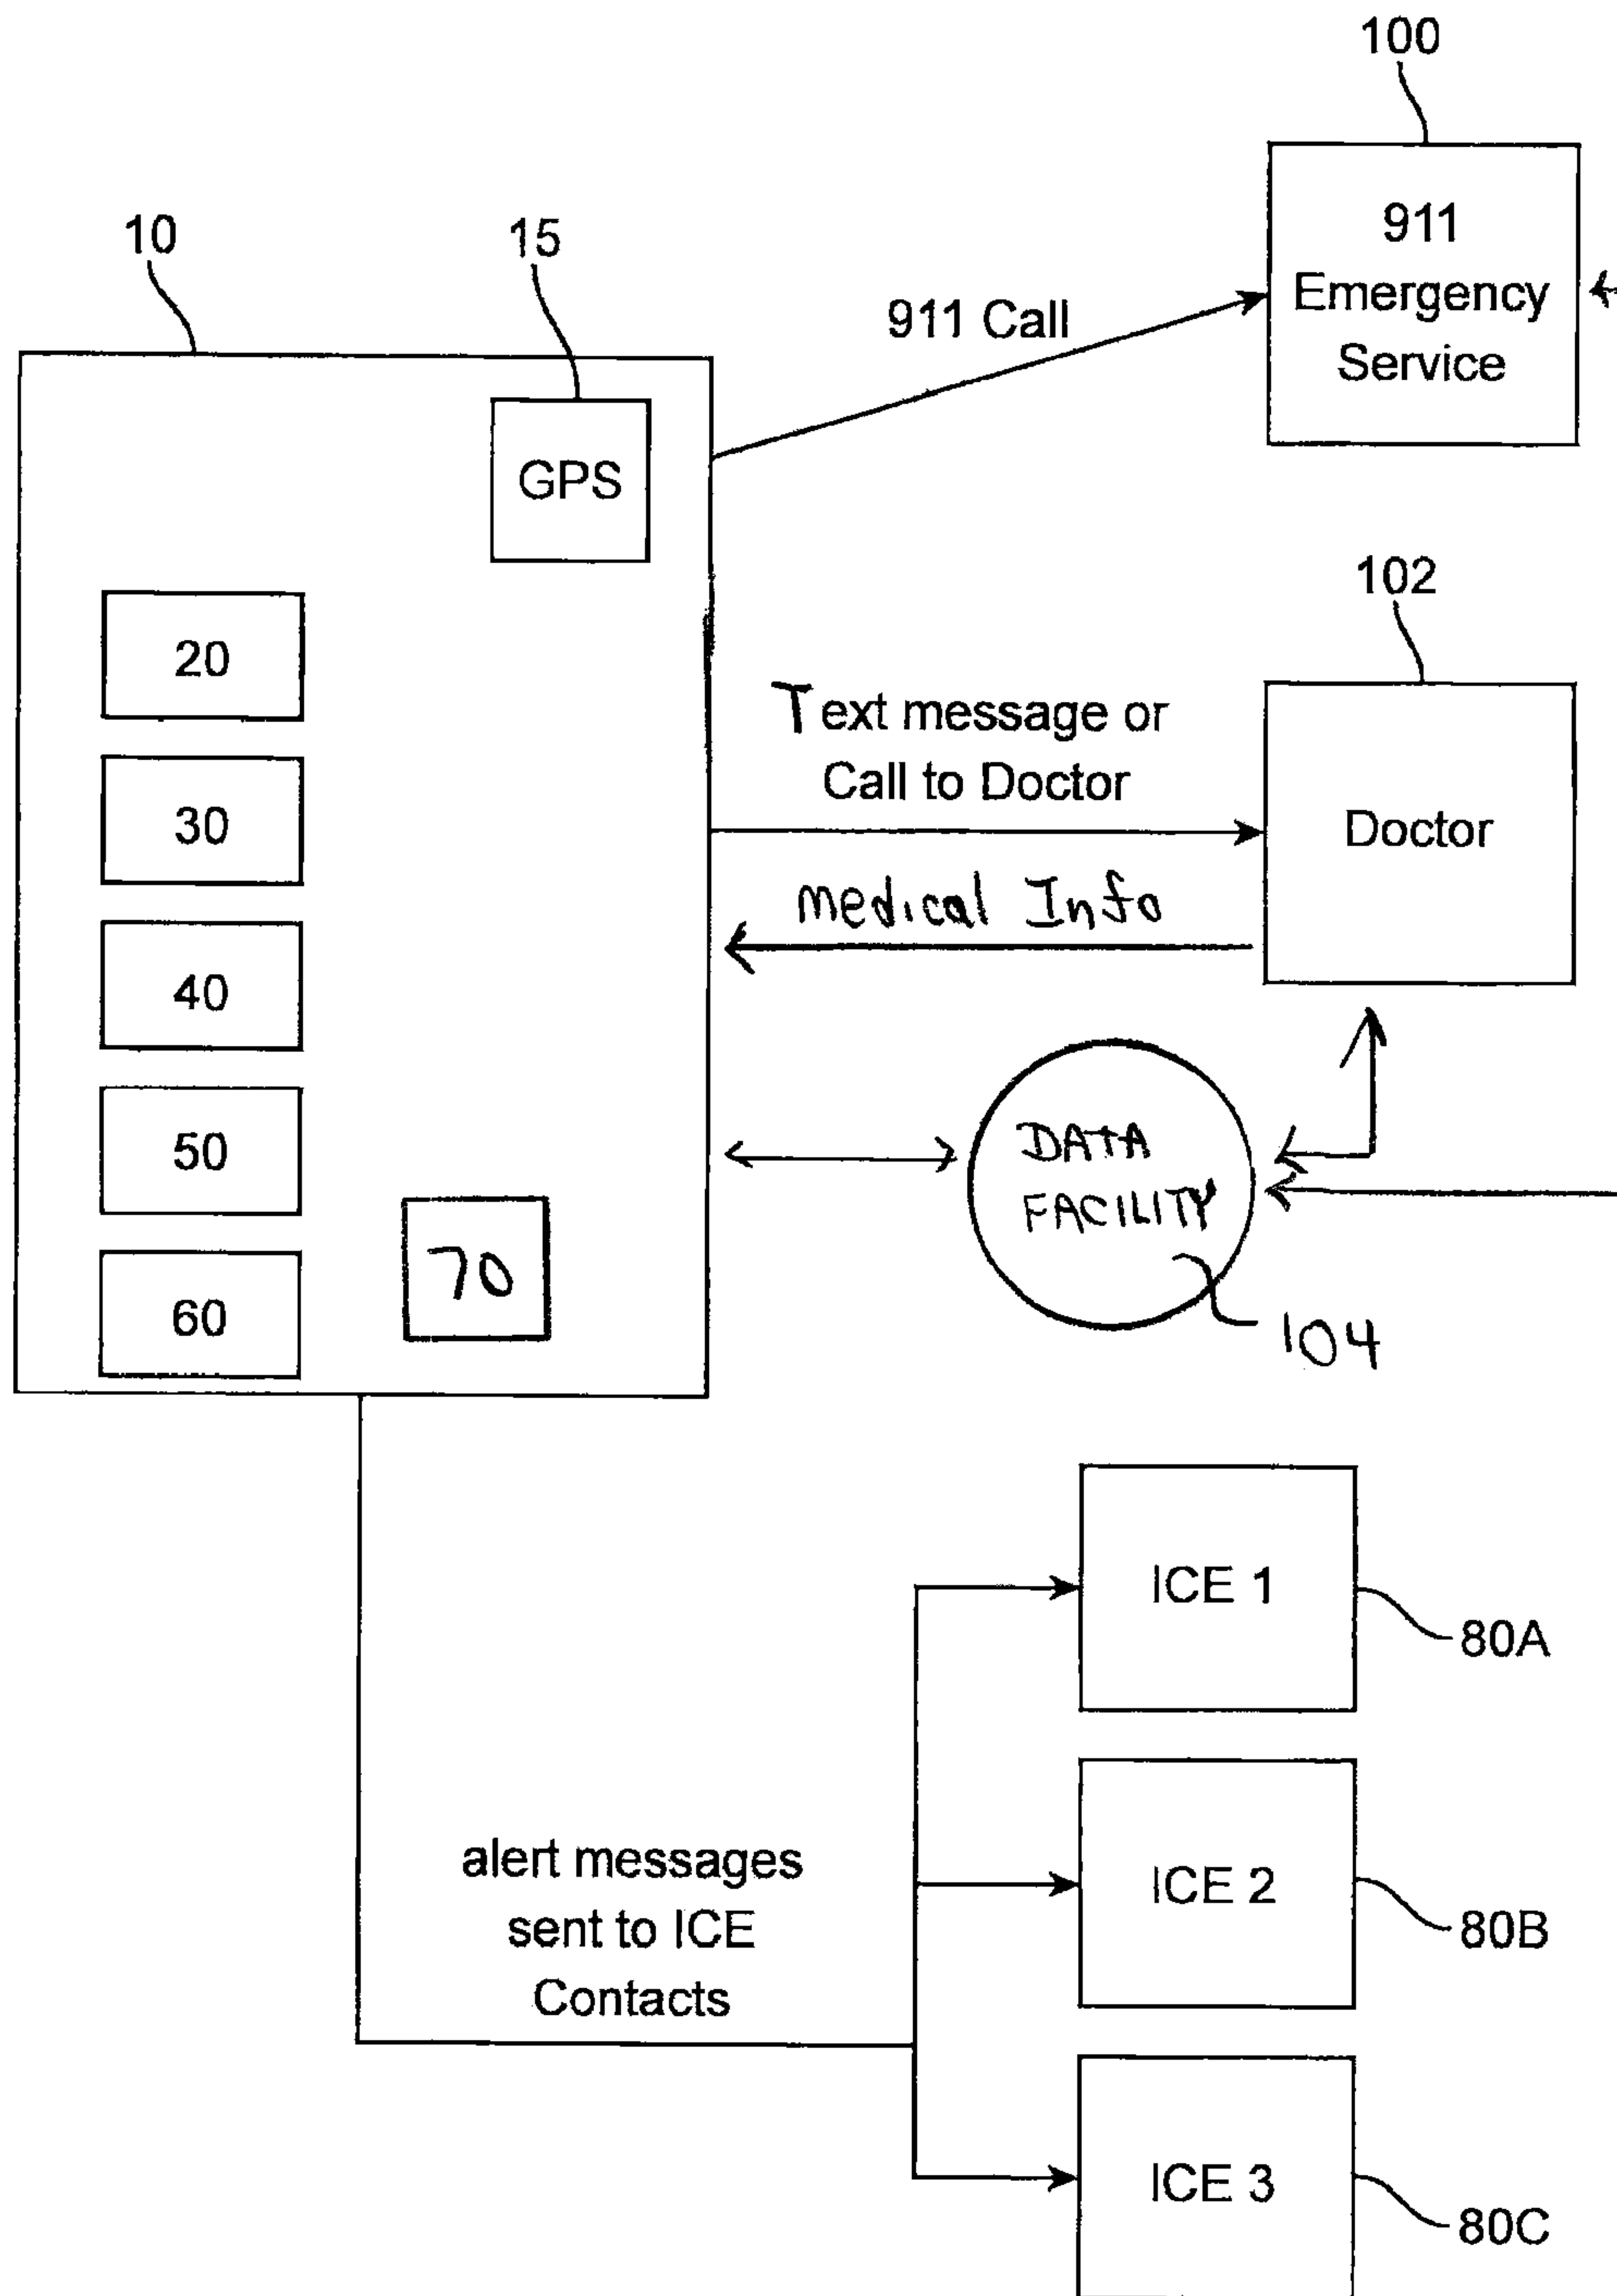 100
911
Emergency
Service
10
15
911 Call
GPS
102
20
Text message or
Call to Doctor
30
Doctor
medical Info
40
DATA
FACILITY
50
70
60
104
ICE 1
80A
alert messages
sent to ICE
Contacts
ICE 2
80B
ICE 3
80C